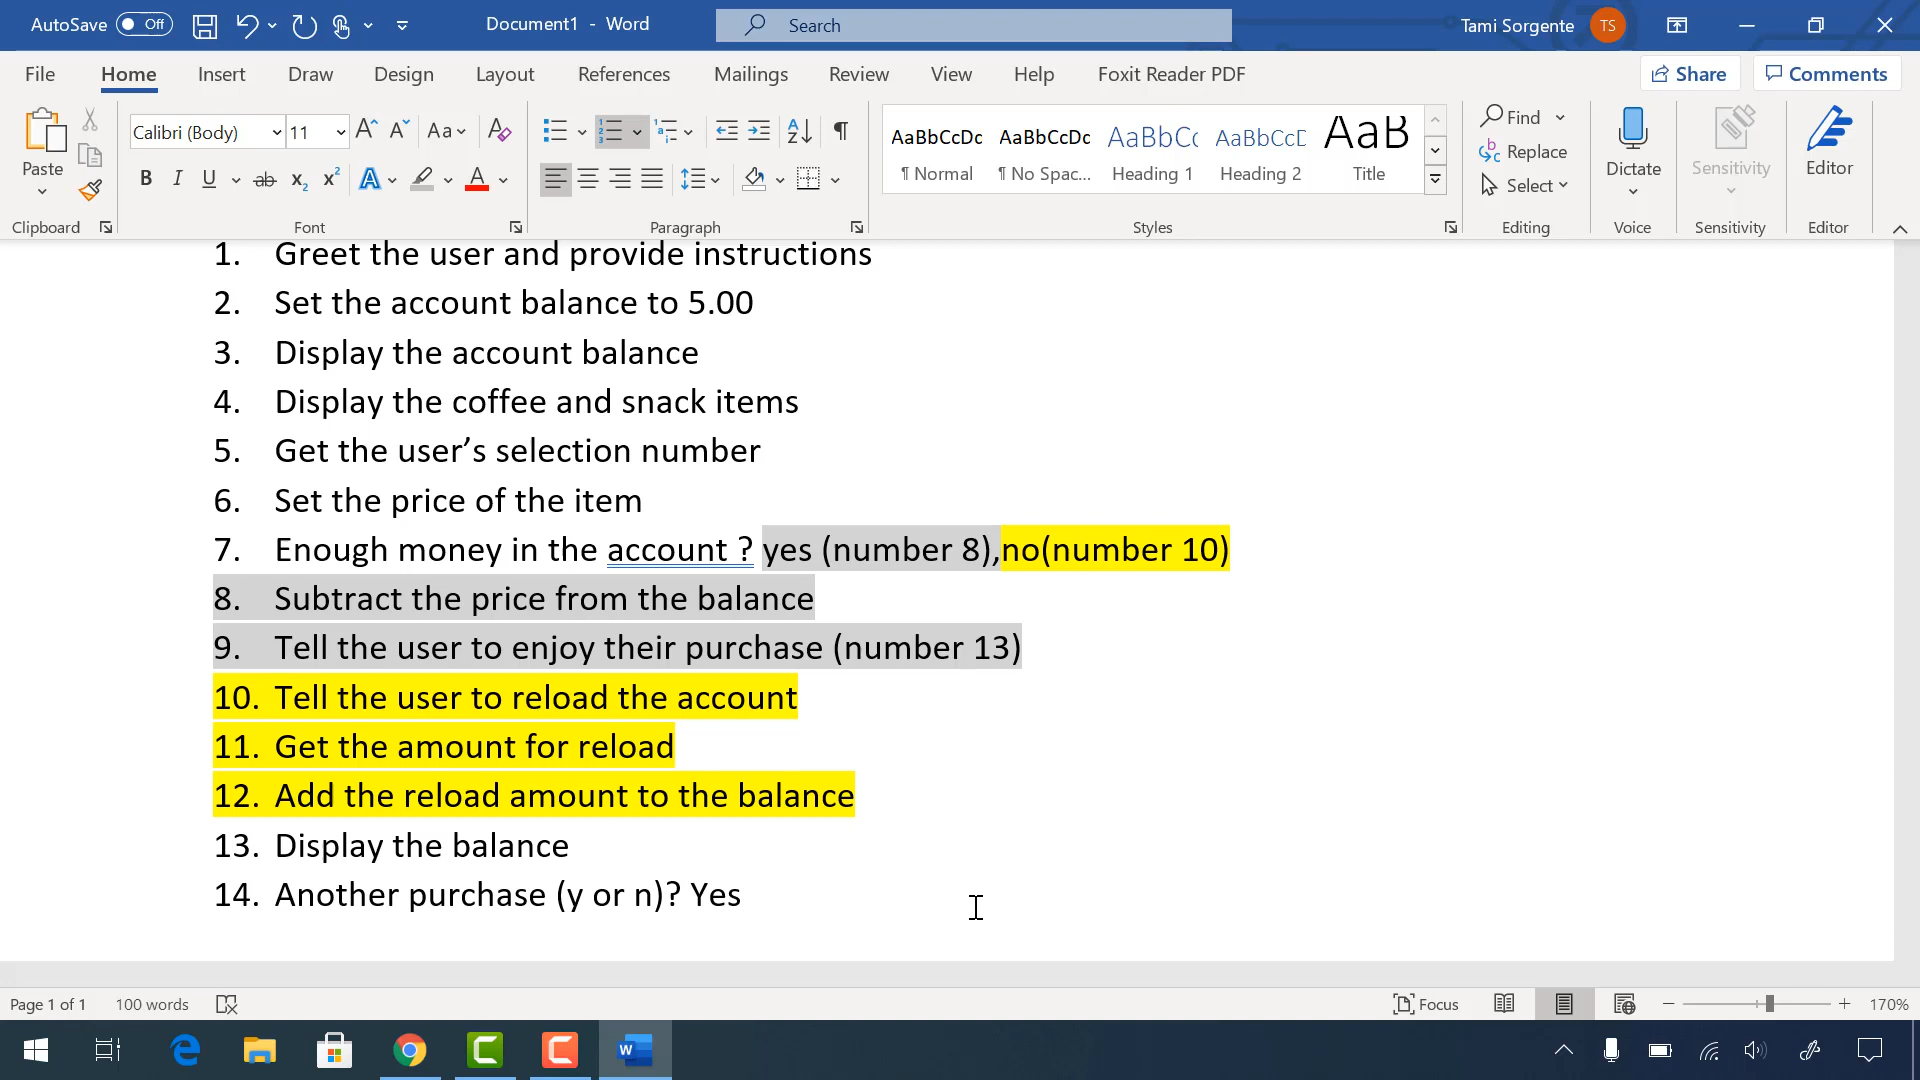 AutoSave Off Document1 - Word Search Tami Sorgente TS
File Home Insert Draw Design Layout References Mailings Review View Help Foxit Reader PDF Share Comments
Paste Calibri (Body) 11 Aa AaBbCcDc AaBbCcDc AaBbCc AaBbCcD AaB Find Replace Select Dictate Sensitivity Editor
B I U ab x₂ x² A A ¶ Normal ¶ No Spac... Heading 1 Heading 2 Title
Clipboard Font Paragraph Styles Editing Voice Sensitivity Editor
1. Greet the user and provide instructions
2. Set the account balance to 5.00
3. Display the account balance
4. Display the coffee and snack items
5. Get the user’s selection number
6. Set the price of the item
7. Enough money in the account ? yes (number 8),no(number 10)
8. Subtract the price from the balance
9. Tell the user to enjoy their purchase (number 13)
10. Tell the user to reload the account
11. Get the amount for reload
12. Add the reload amount to the balance
13. Display the balance
14. Another purchase (y or n)? Yes
Page 1 of 1 100 words Focus 170%